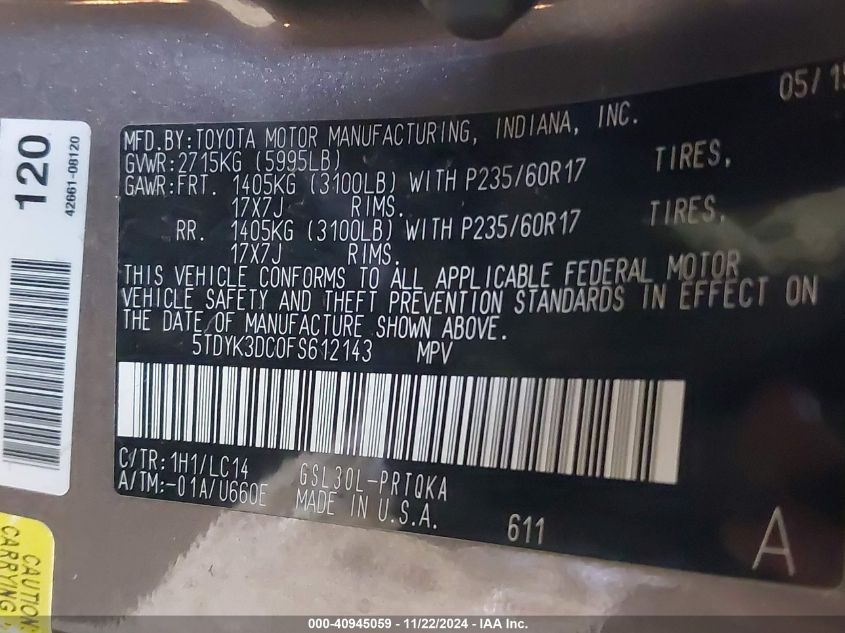 05/15
MFD.BY:TOYOTA MOTOR MANUFACTURING, INDIANA, INC.
GVWR:2715KG (5995LB)
GAWR:FRT. 1405KG (3100LB) WITH P235/60R17 TIRES,
17X7J RIMS.
RR. 1405KG (3100LB) WITH P235/60R17 TIRES,
17X7J RIMS.
THIS VEHICLE CONFORMS TO ALL APPLICABLE FEDERAL MOTOR
VEHICLE SAFETY AND THEFT PREVENTION STANDARDS IN EFFECT ON
THE DATE OF MANUFACTURE SHOWN ABOVE.
5TDYK3DC0FS612143 MPV
C/TR:1H1/LC14 GSL30L-PRTQKA
A/TM:-01A/U660E MADE IN U.S.A.
611
A
120
42661-08120
CAUTION:
CARRYING
000-40945059 - 11/22/2024 - IAA Inc.